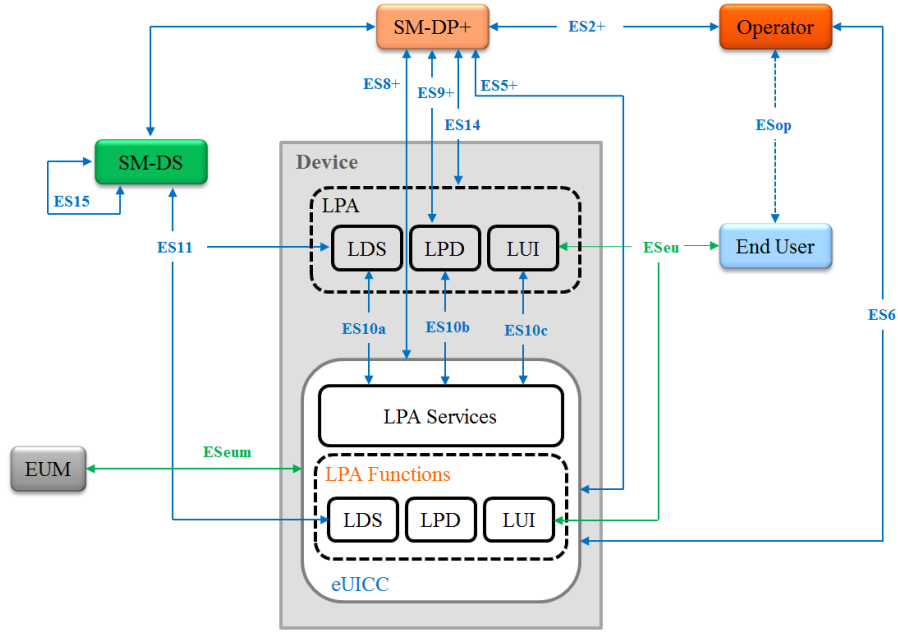 SM-DP+
ES2+
Operator
ES8+
ES9+
ES5+
ES14
ESop
Device
SM-DS
LPA
ES15
ES11
LDS
LPD
LUI
ESeu
End User
ES10a
ES10b
ES10c
ES6
LPA Services
ESeum
EUM
LPA Functions
LDS
LPD
LUI
eUICC